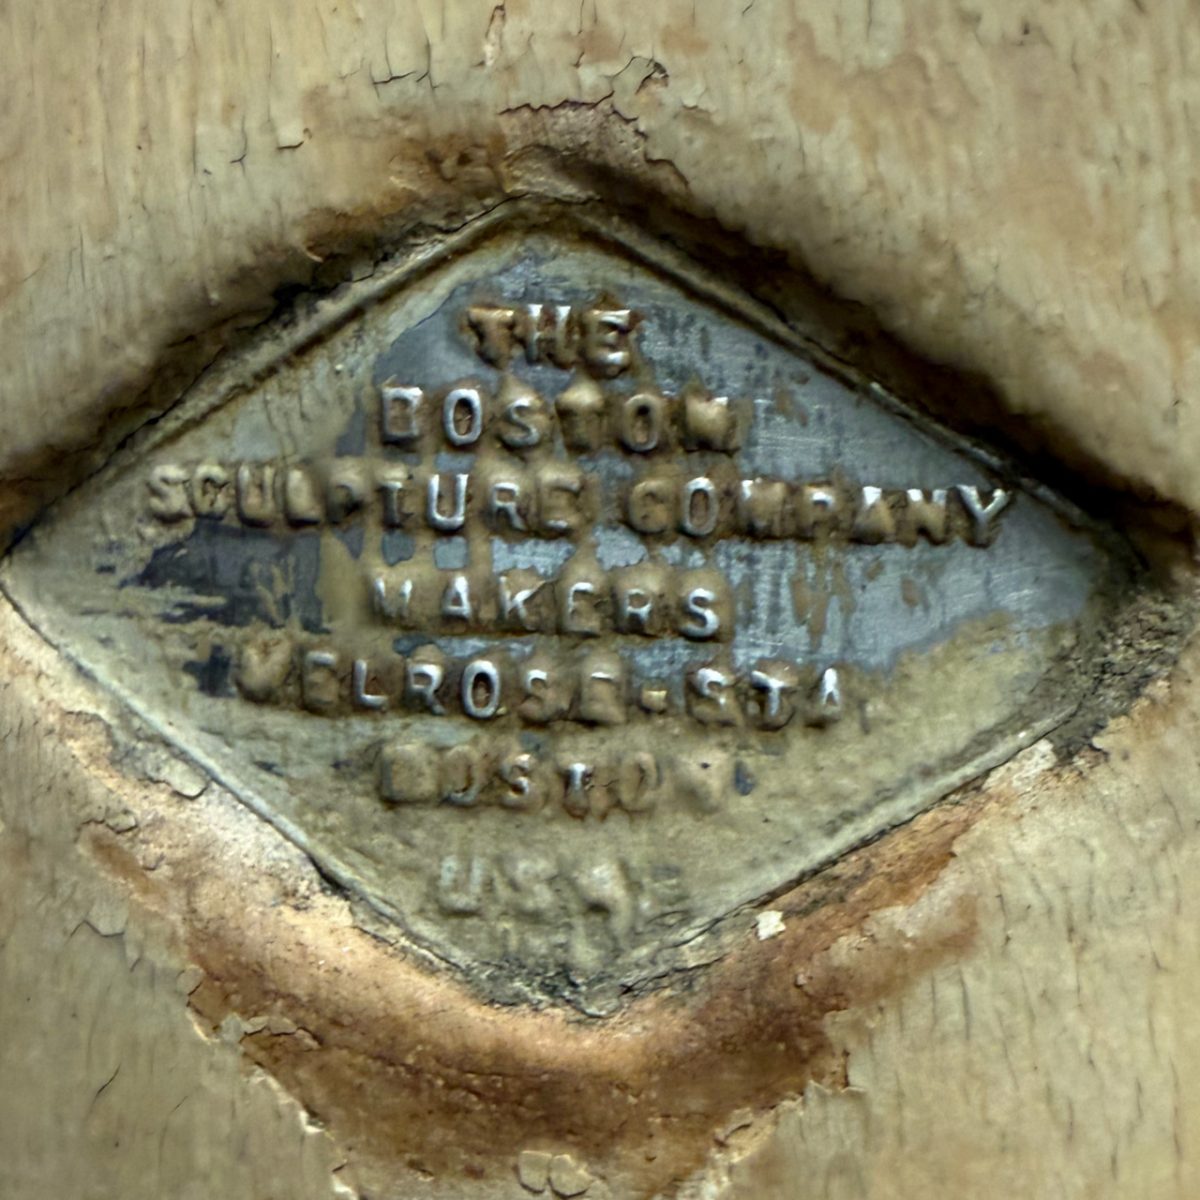 THE
BOSTON
SCULPTURE COMPANY
MAKERS
MELROSE-STA
BOSTON